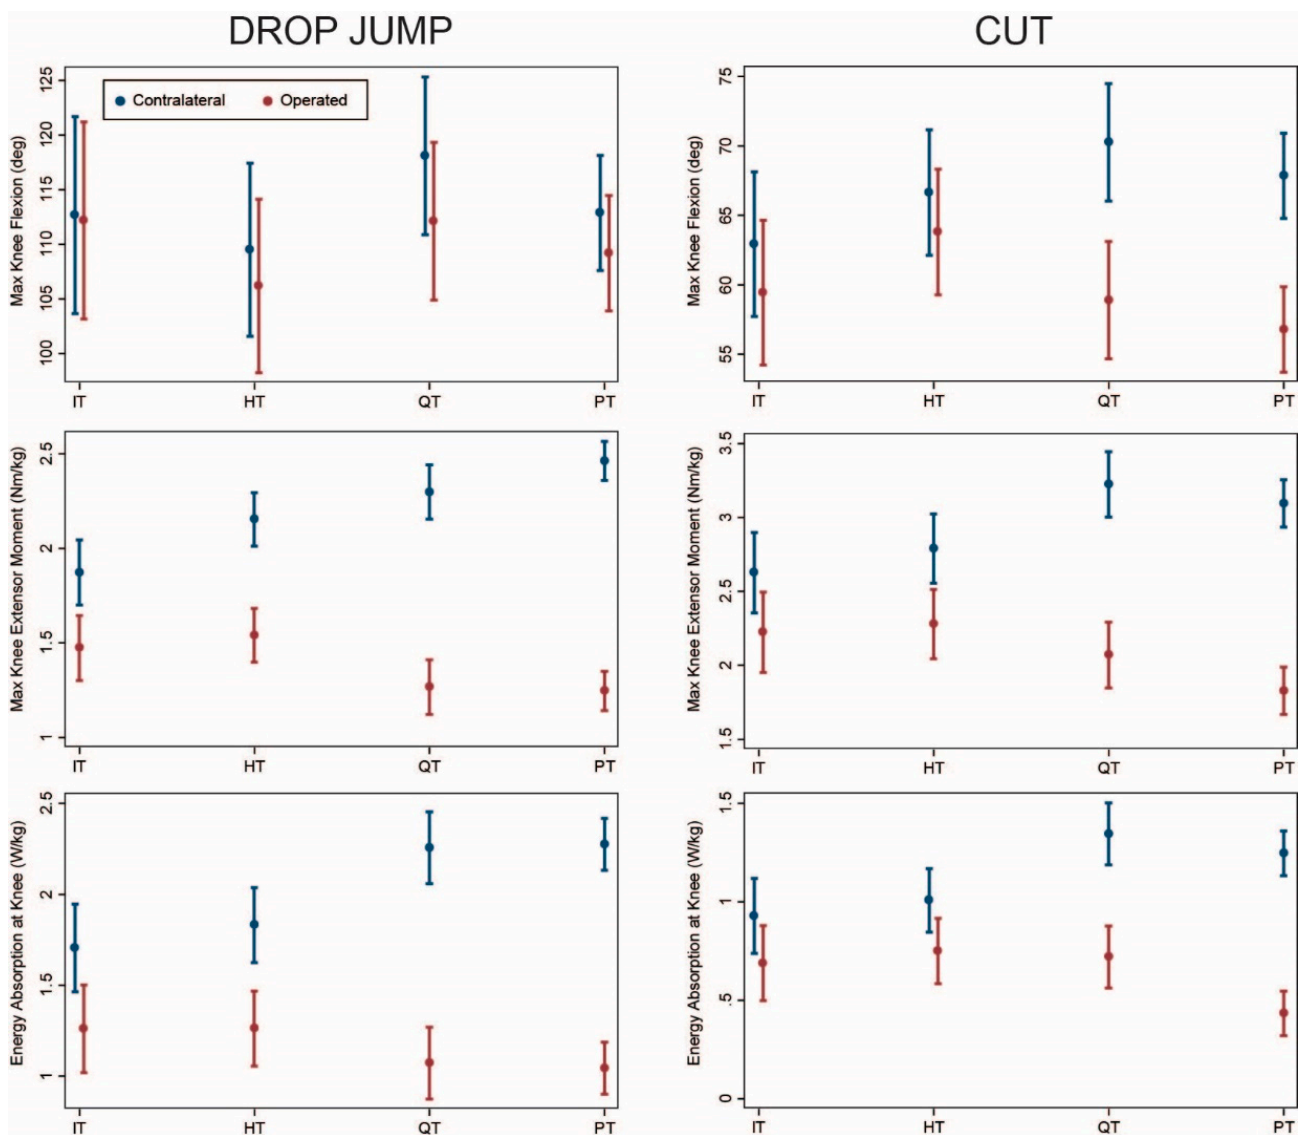 DROP JUMP
CUT
Contralateral
Operated
Max Knee Flexion (deg)
125
120
115
110
105
100
IT
HT
QT
PT
Max Knee Flexion (deg)
75
70
65
60
55
IT
HT
QT
PT
Max Knee Extensor Moment (Nm/kg)
2.5
2
1.5
1
IT
HT
QT
PT
Max Knee Extensor Moment (Nm/kg)
3.5
3
2.5
2
1.5
IT
HT
QT
PT
Energy Absorption at Knee (W/kg)
2.5
2
1.5
1
IT
HT
QT
PT
Energy Absorption at Knee (W/kg)
1.5
1
.5
0
IT
HT
QT
PT